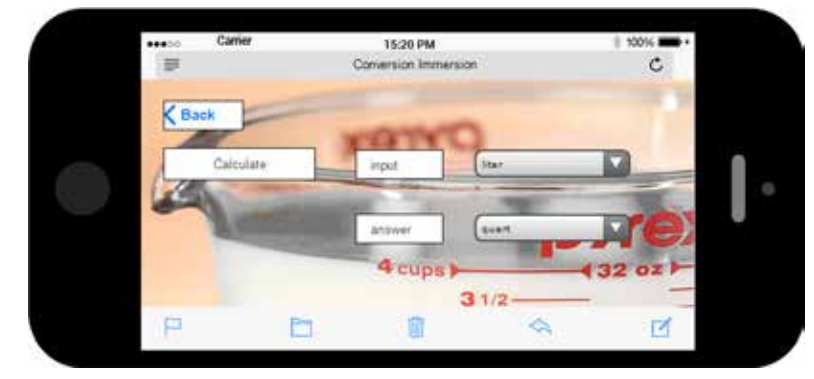 Carrier 15:20 PM 100%
Conversion Immersion
Back
Calculate input liter
answer quart
pyrex
4 cups 32 oz
3 1/2